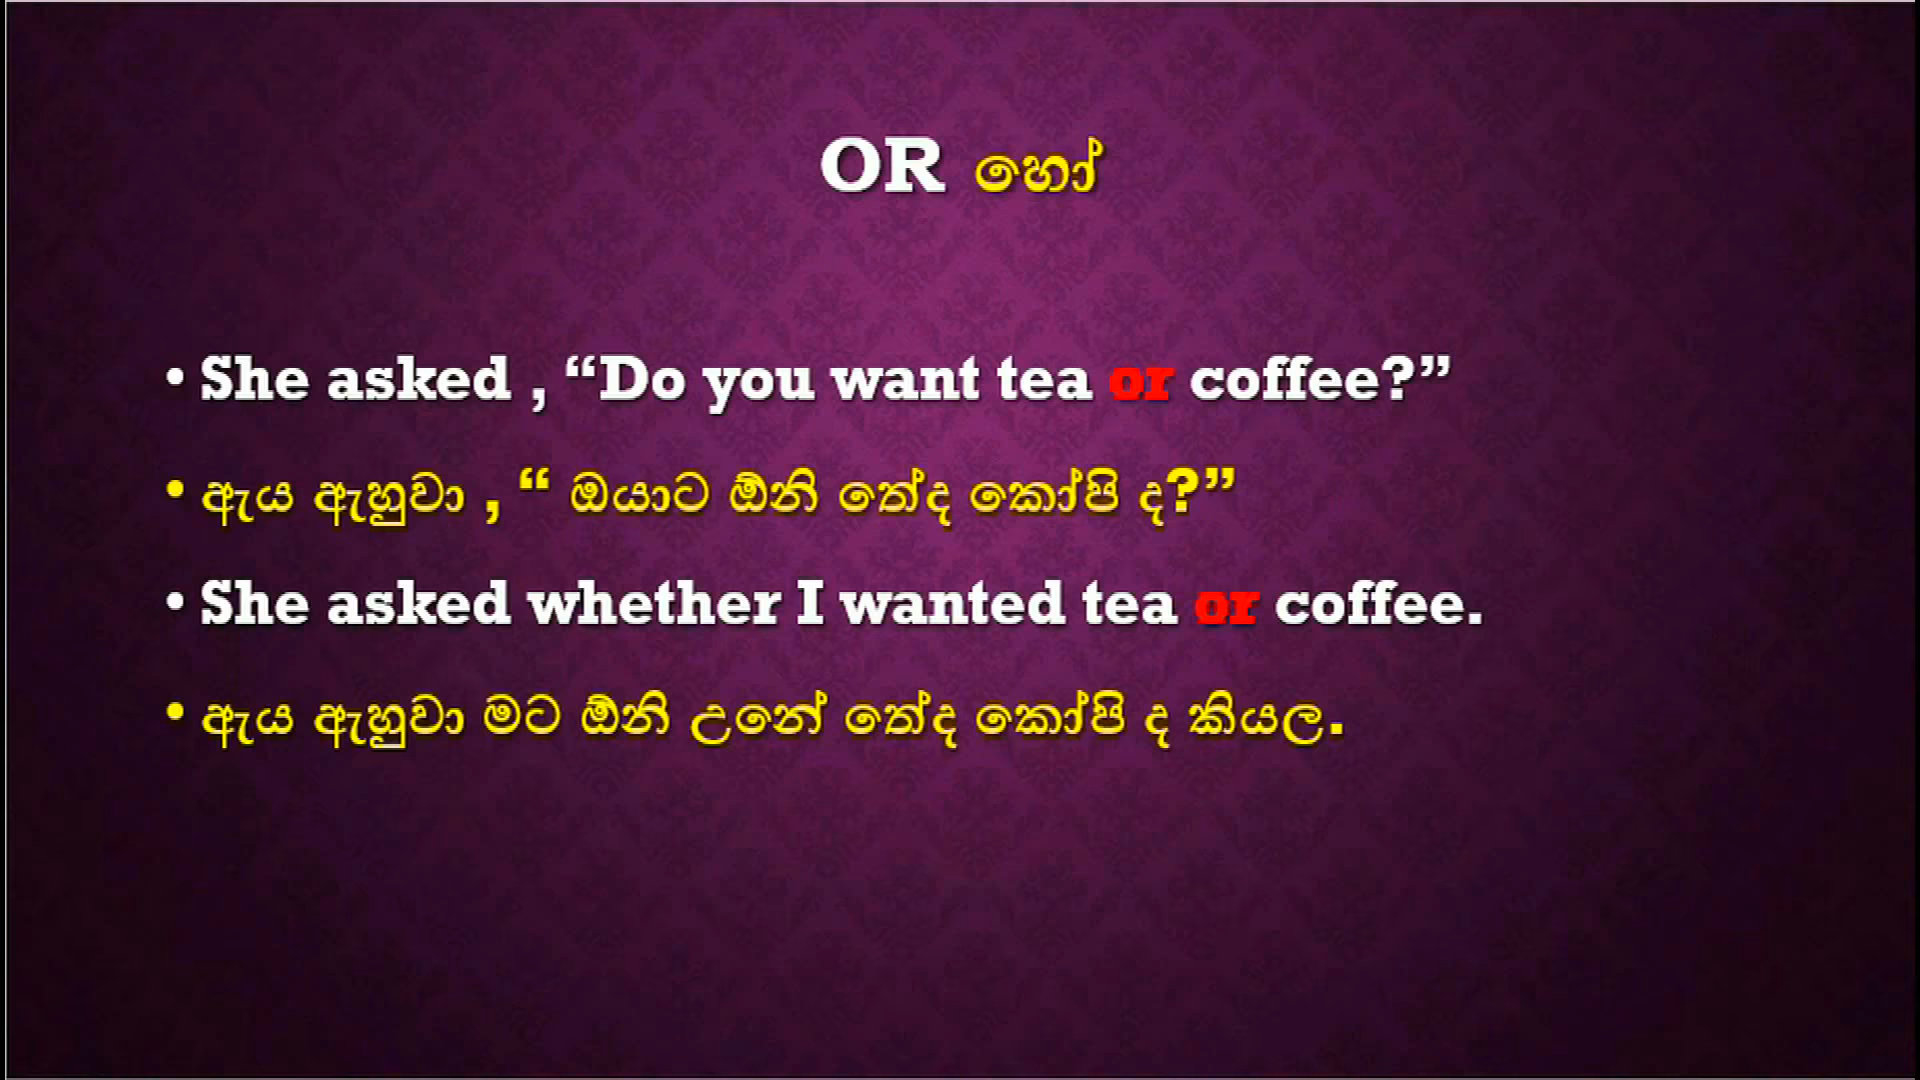 OR හෝ
• She asked , “Do you want tea or coffee?”
• ඇය ඇහුවා , “ ඔයාට ඕනි තේද කෝපි ද?”
• She asked whether I wanted tea or coffee.
• ඇය ඇහුවා මට ඕනි උනේ තේද කෝපි ද කියල.